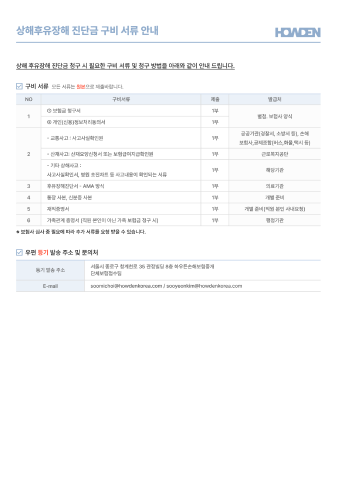 상해후유장해 진단금 구비 서류 안내
HOWDEN
상해 후유장해 진단금 청구 시 필요한 구비 서류 및 청구 방법을 아래와 같이 안내 드립니다.
구비 서류 모든 서류는 원본으로 제출바랍니다.
NO 구비서류 제출 발급처
1 ① 보험금 청구서 1부 별첨. 보험사 양식
② 개인(신용)정보처리동의서 1부
2 - 교통사고 : 사고사실확인원 1부 공공기관(경찰서, 소방서 등), 손해
보험사,공제조합(버스,화물,택시 등)
- 산재사고: 산재요양신청서 또는 보험급여지급확인원 1부 근로복지공단
- 기타 상해사고 :
사고사실확인서, 병원 초진차트 등 사고내용이 확인되는 서류 1부 해당기관
3 후유장해진단서 - AMA 방식 1부 의료기관
4 통장 사본, 신분증 사본 1부 개별 준비
5 재직증명서 1부 개별 준비(직원 본인 사내요청)
6 가족관계 증명서 (직원 본인이 아닌 가족 보험금 청구 시) 1부 행정기관
※ 보험사 심사 중 필요에 따라 추가 서류를 요청 받을 수 있습니다.
우편 등기 발송 주소 및 문의처
등기 발송 주소 서울시 종로구 청계천로 35 관정빌딩 8층 하우든손해보험중개
단체보험접수팀
E-mail soonnchoi@howdenkorea.com / sooyeonkim@howdenkorea.com